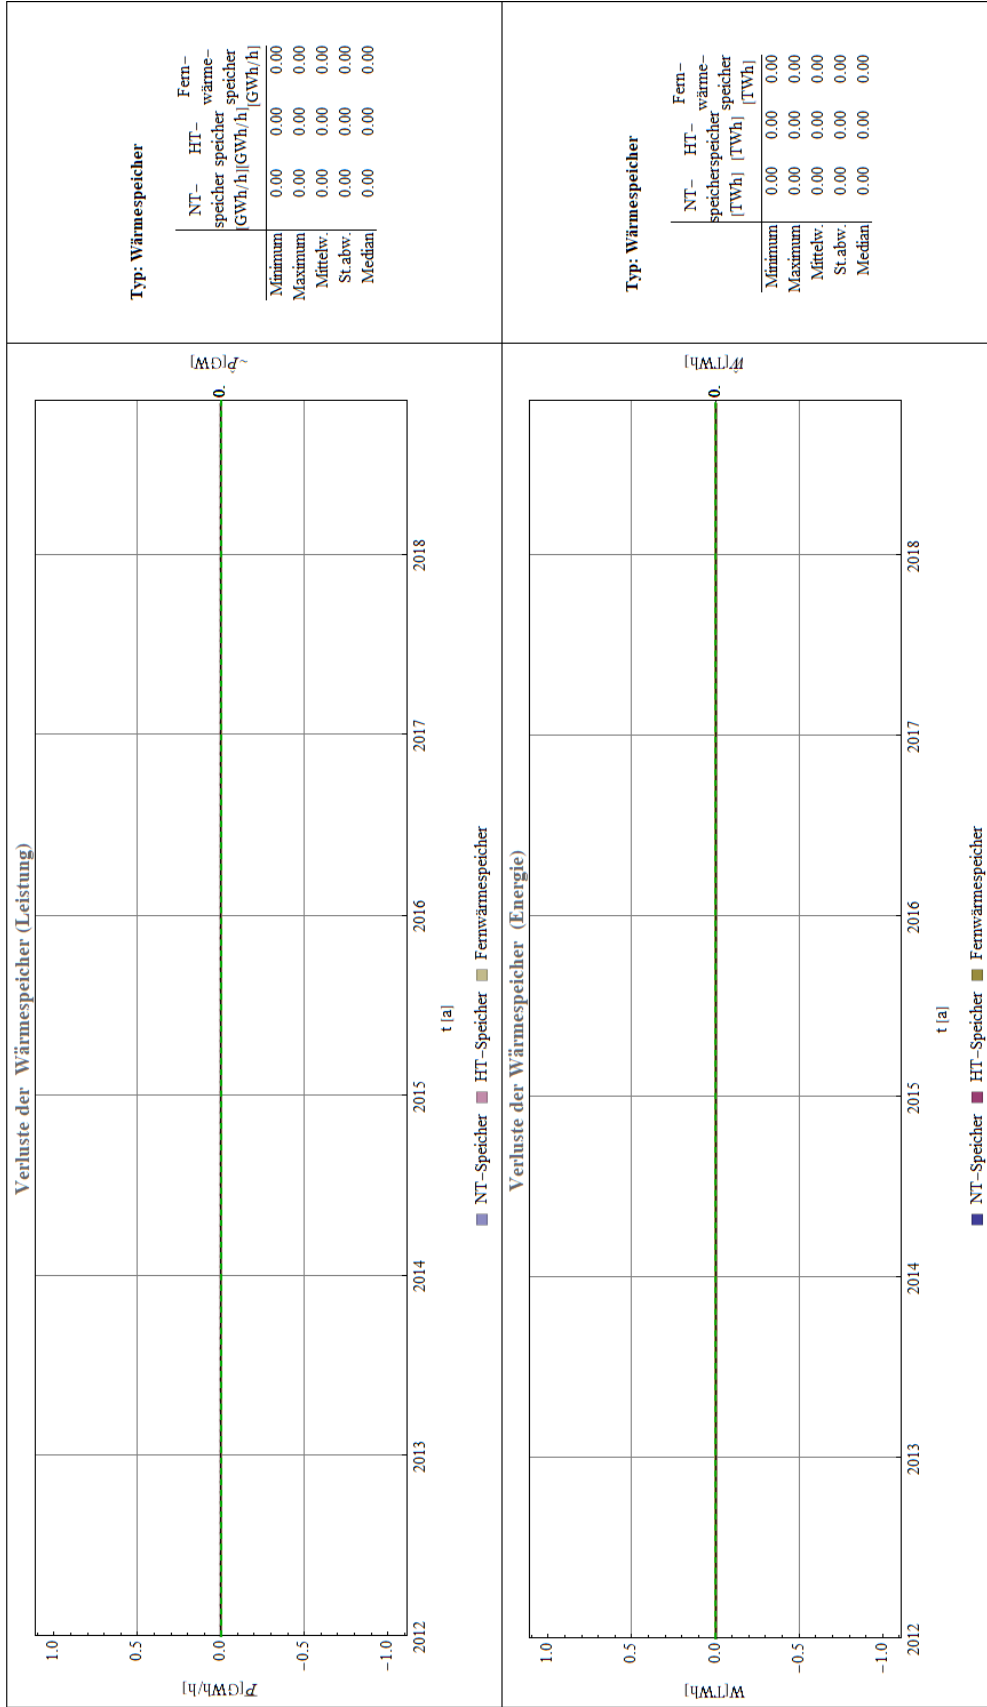 Verluste der Wärmespeicher (Leistung)
P̄[GWh/h]
1.0
0.5
0.0
−0.5
−1.0
2012 2013 2014 2015 2016 2017 2018
t [a]
0.
~P̂[GW]
NT−Speicher HT−Speicher Fernwärmespeicher
Typ: Wärmespeicher
NT− HT− Fern−
speicher speicher wärme−
[GWh/h] [GWh/h] speicher
[GWh/h]
Minimum 0.00 0.00 0.00
Maximum 0.00 0.00 0.00
Mittelw. 0.00 0.00 0.00
St.abw. 0.00 0.00 0.00
Median 0.00 0.00 0.00
Verluste der Wärmespeicher (Energie)
W[TWh]
1.0
0.5
0.0
−0.5
−1.0
2012 2013 2014 2015 2016 2017 2018
t [a]
0.
Ŵ[TWh]
NT−Speicher HT−Speicher Fernwärmespeicher
Typ: Wärmespeicher
NT− HT− Fern−
speicher speicher wärme−
[TWh] [TWh] speicher
[TWh]
Minimum 0.00 0.00 0.00
Maximum 0.00 0.00 0.00
Mittelw. 0.00 0.00 0.00
St.abw. 0.00 0.00 0.00
Median 0.00 0.00 0.00